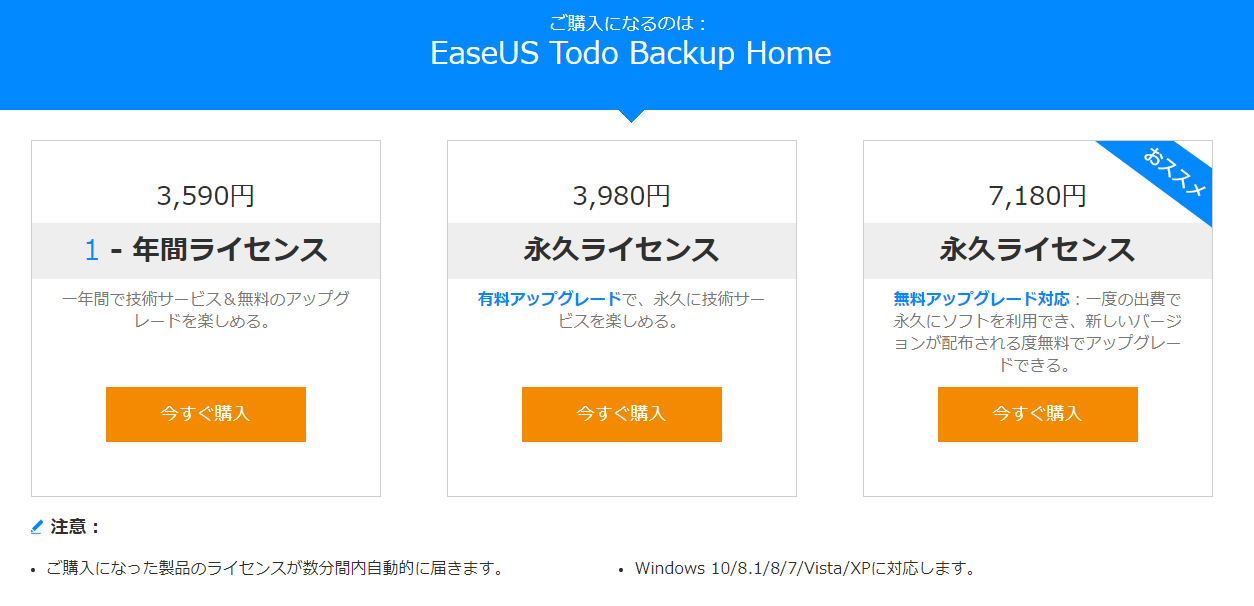 ご購入になるのは：
EaseUS Todo Backup Home
おススメ
3,590円
1 - 年間ライセンス
一年間で技術サービス＆無料のアップグ
レードを楽しめる。
今すぐ購入
3,980円
永久ライセンス
有料アップグレードで、永久に技術サー
ビスを楽しめる。
今すぐ購入
7,180円
永久ライセンス
無料アップグレード対応：一度の出費で
永久にソフトを利用でき、新しいバージ
ョンが配布される度無料でアップグレー
ドできる。
今すぐ購入
注意：
• ご購入になった製品のライセンスが数分間内自動的に届きます。
• Windows 10/8.1/8/7/Vista/XPに対応します。